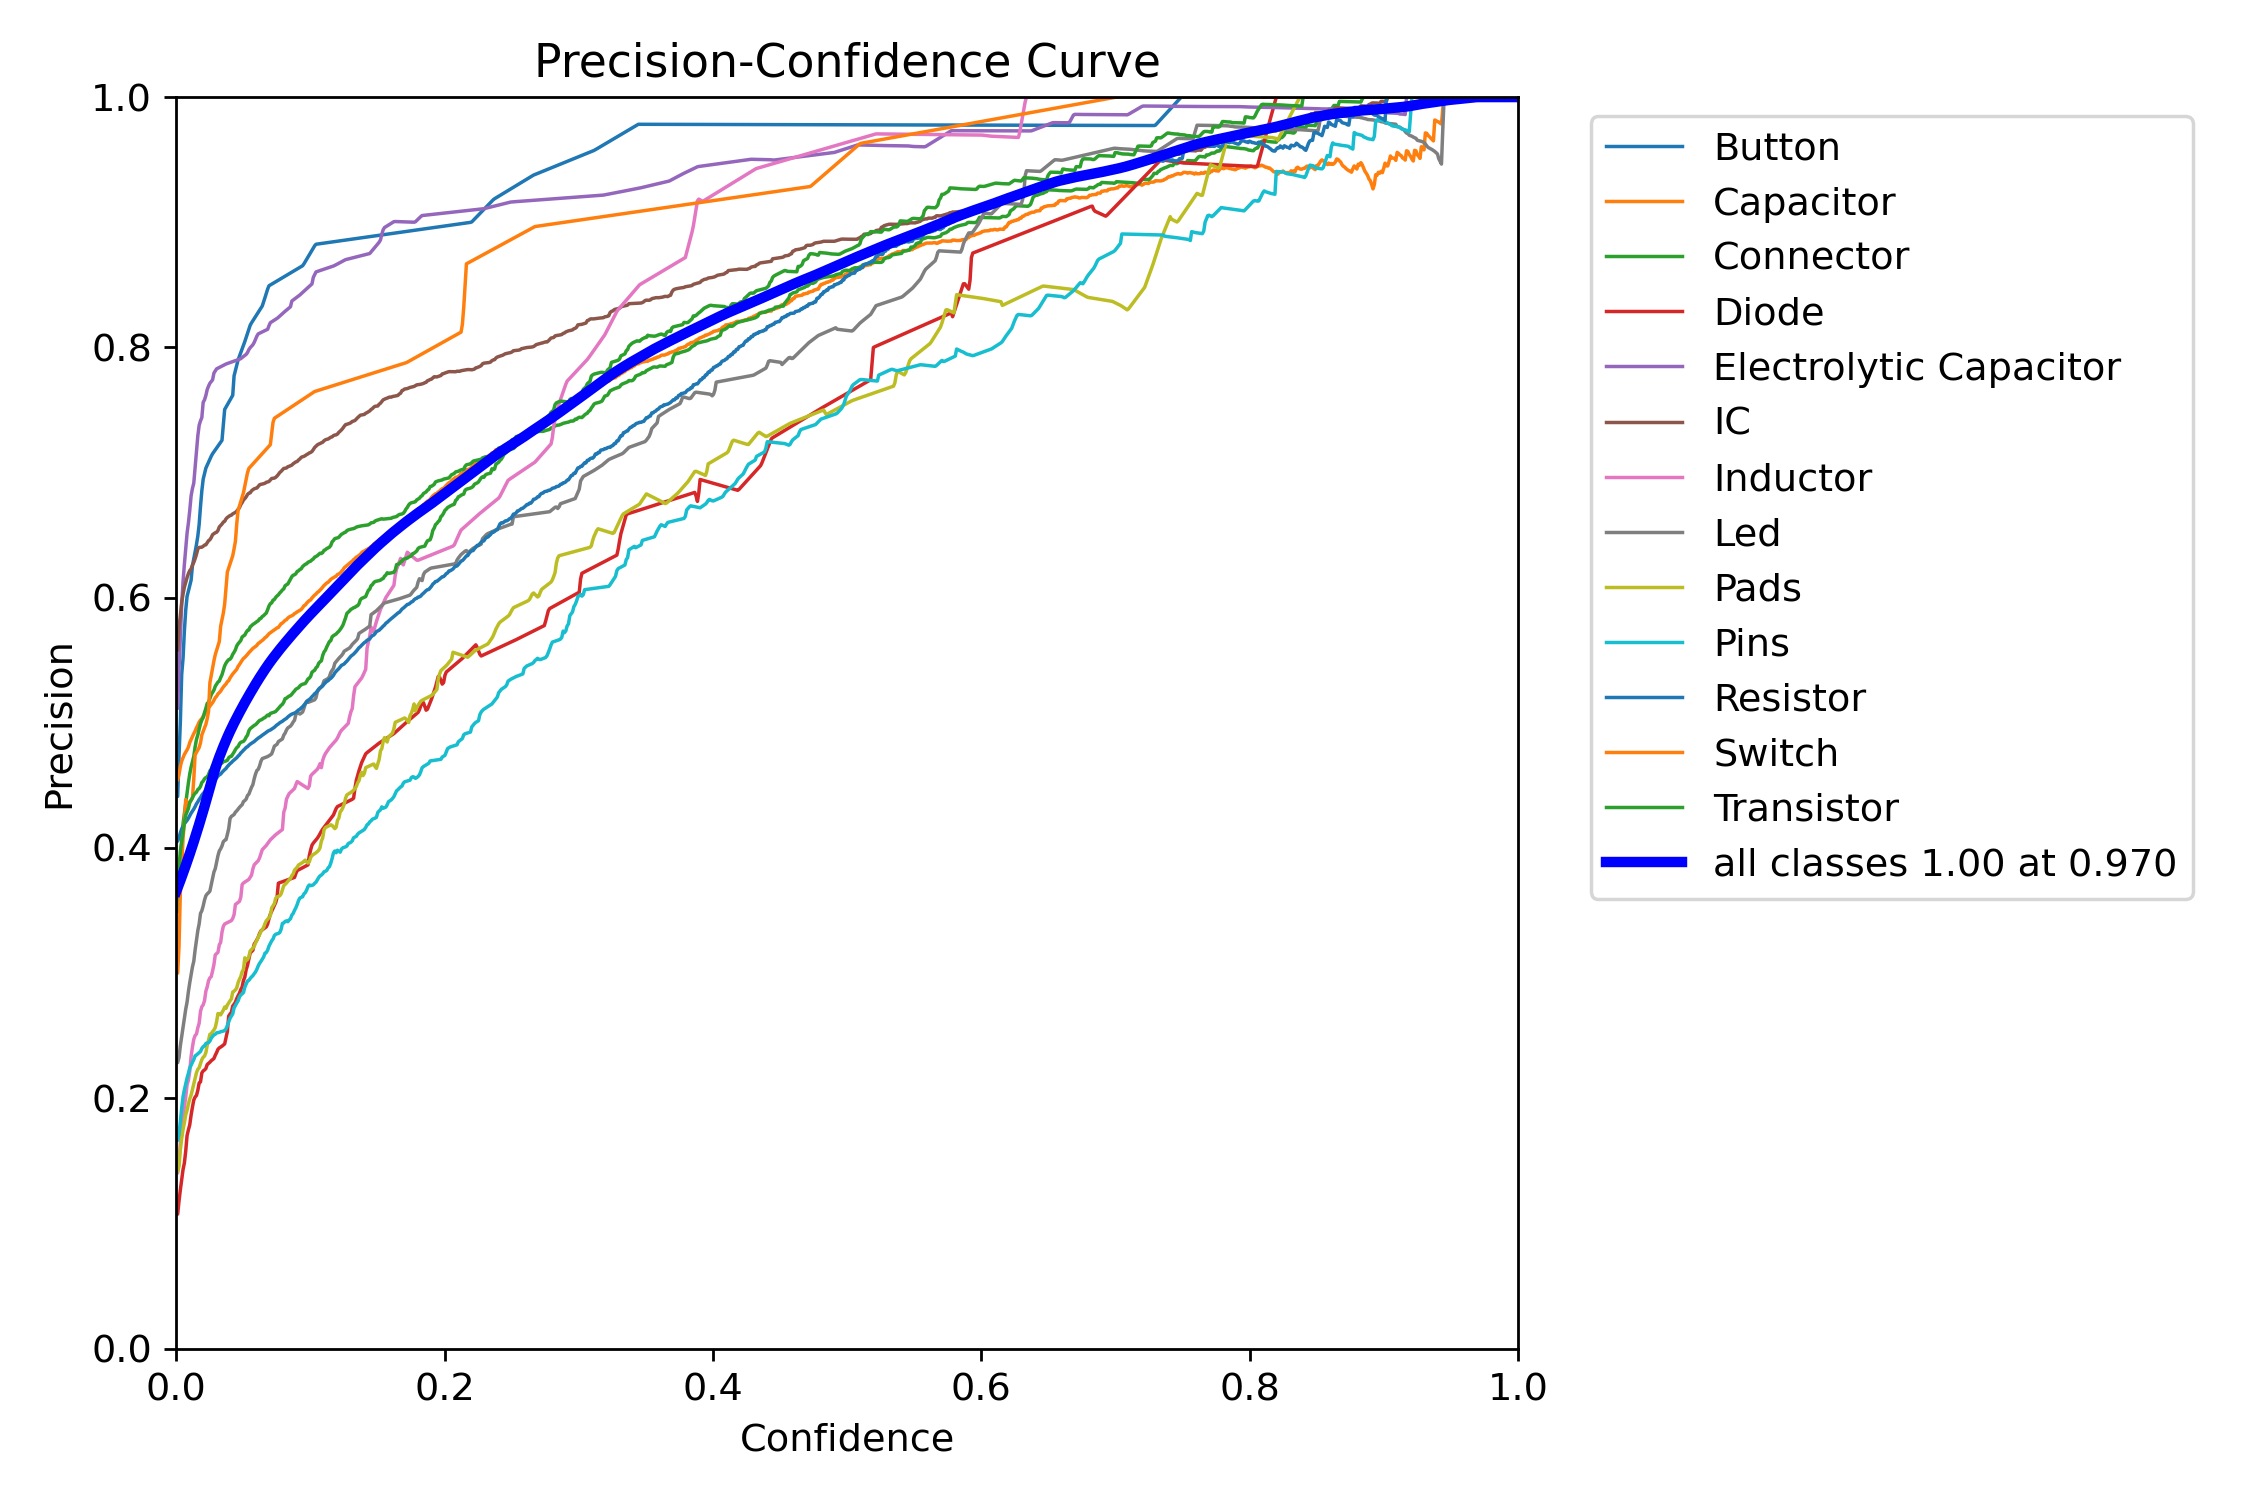 Precision-Confidence Curve
1.0
0.8
0.6
0.4
0.2
0.0
Precision
0.0 0.2 0.4 0.6 0.8 1.0
Confidence
Button
Capacitor
Connector
Diode
Electrolytic Capacitor
IC
Inductor
Led
Pads
Pins
Resistor
Switch
Transistor
all classes 1.00 at 0.970